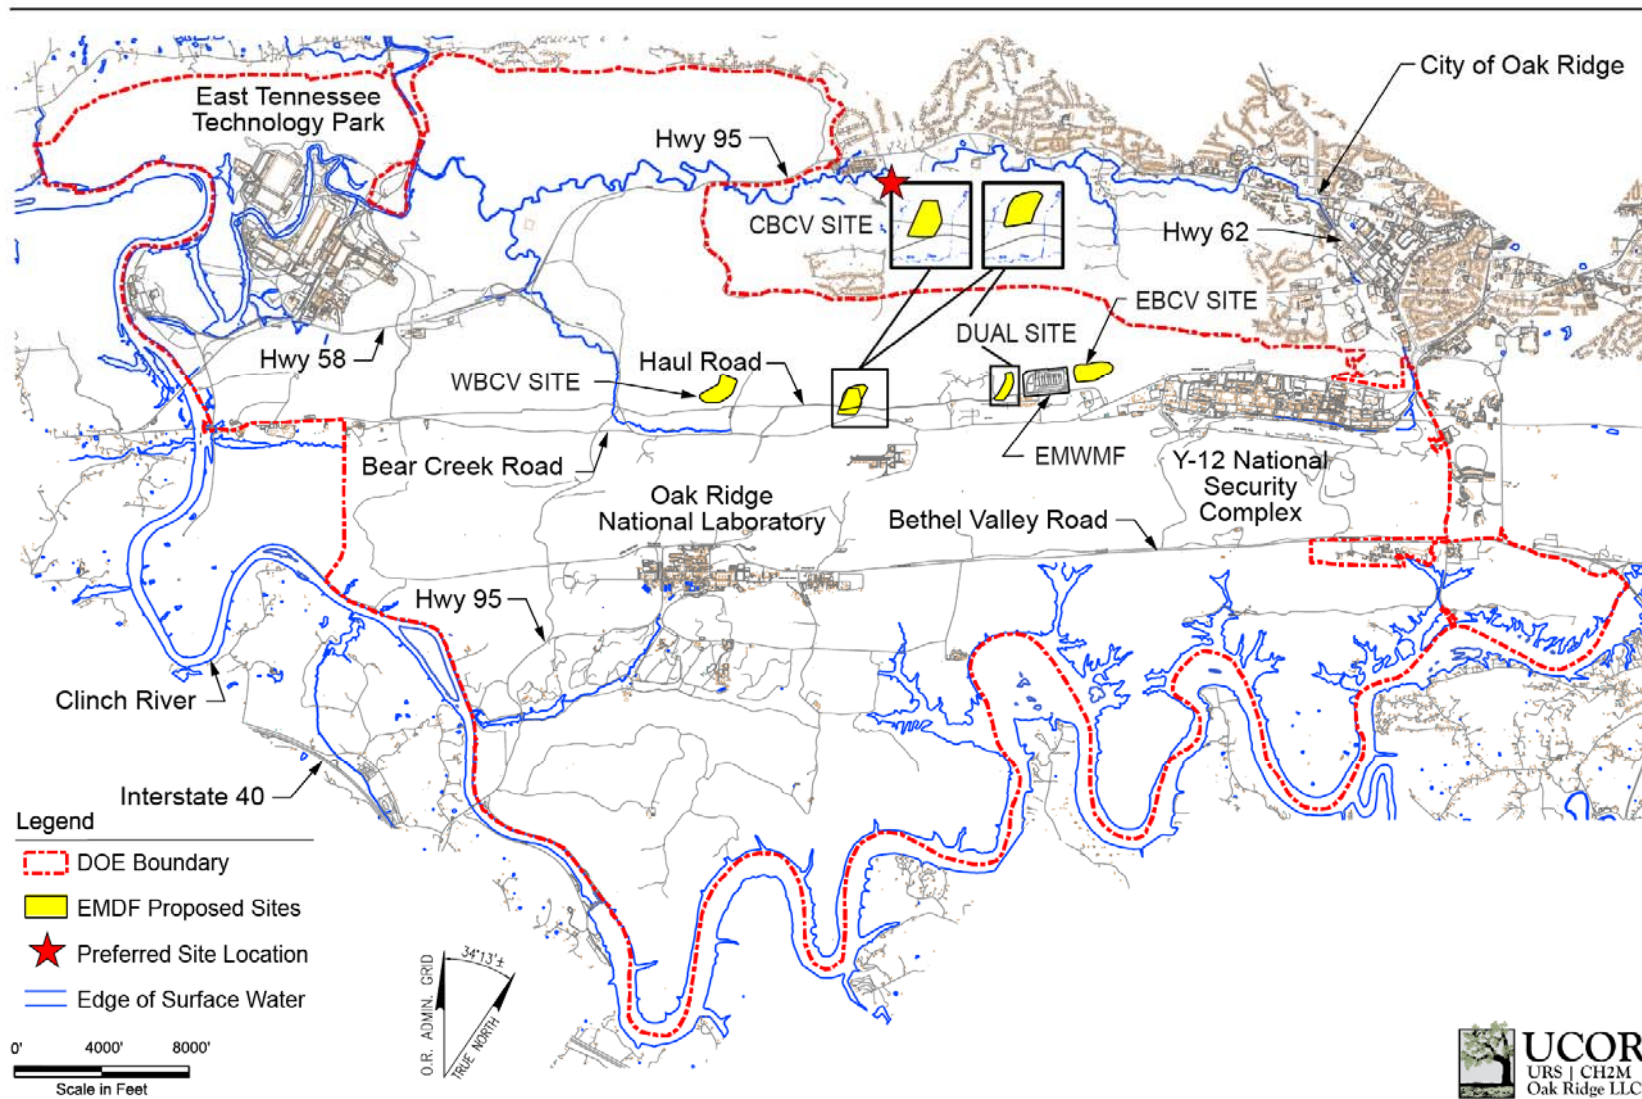 City of Oak Ridge
East Tennessee
Technology Park
Hwy 95
CBCV SITE
Hwy 62
EBCV SITE
DUAL SITE
Hwy 58
Haul Road
WBCV SITE
Bear Creek Road
EMWMF
Y-12 National
Security
Complex
Oak Ridge
National Laboratory
Bethel Valley Road
Hwy 95
Clinch River
Interstate 40
Legend
DOE Boundary
EMDF Proposed Sites
Preferred Site Location
Edge of Surface Water
0' 4000' 8000'
Scale in Feet
O.R. ADMIN. GRID
34°13'±
TRUE NORTH
UCOR
URS | CH2M
Oak Ridge LLC